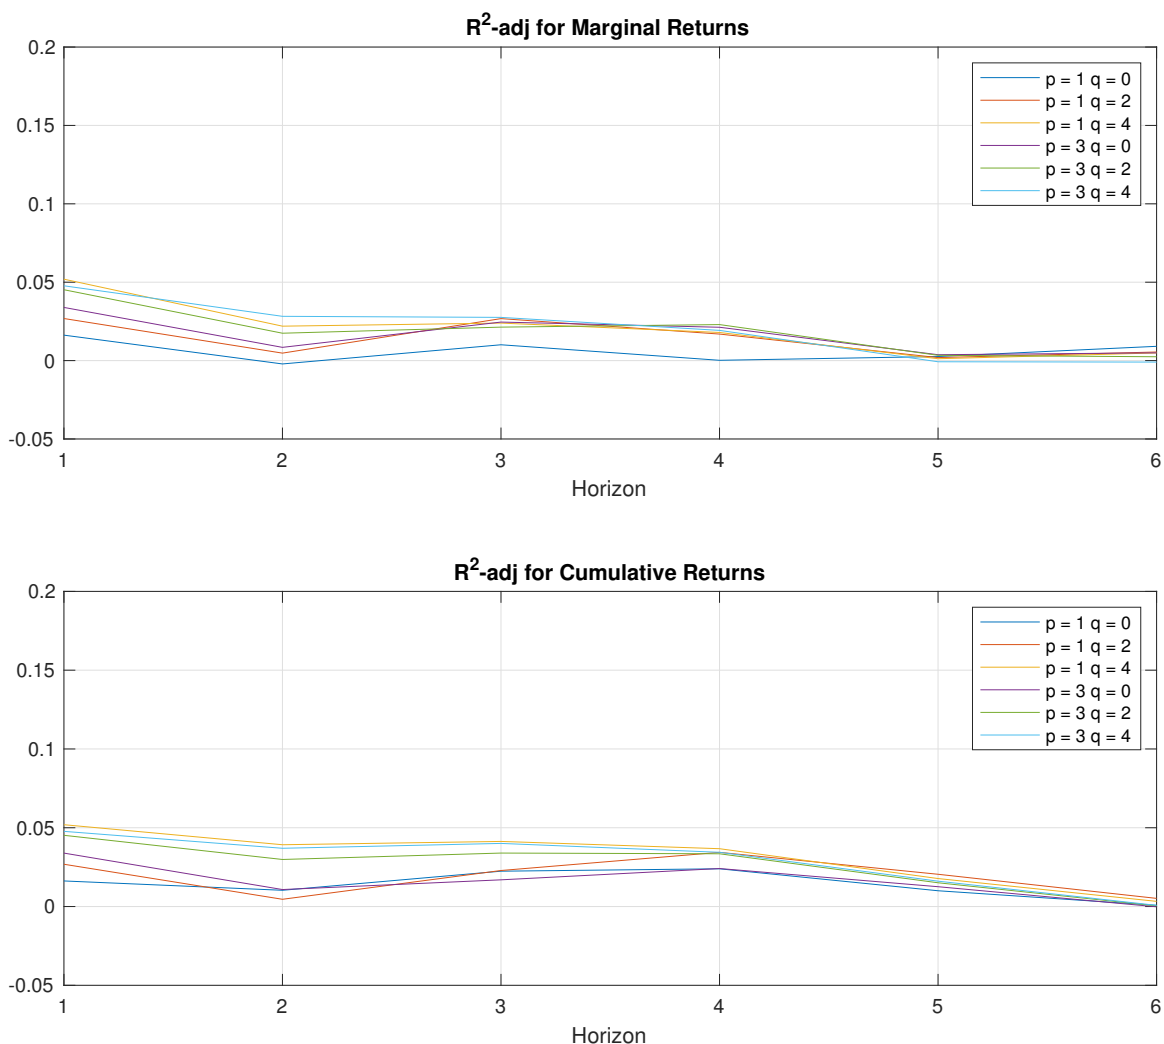 R²-adj for Marginal Returns
0.2
0.15
0.1
0.05
0
-0.05
1 2 3 4 5 6
Horizon
p = 1 q = 0
p = 1 q = 2
p = 1 q = 4
p = 3 q = 0
p = 3 q = 2
p = 3 q = 4
R²-adj for Cumulative Returns
0.2
0.15
0.1
0.05
0
-0.05
1 2 3 4 5 6
Horizon
p = 1 q = 0
p = 1 q = 2
p = 1 q = 4
p = 3 q = 0
p = 3 q = 2
p = 3 q = 4